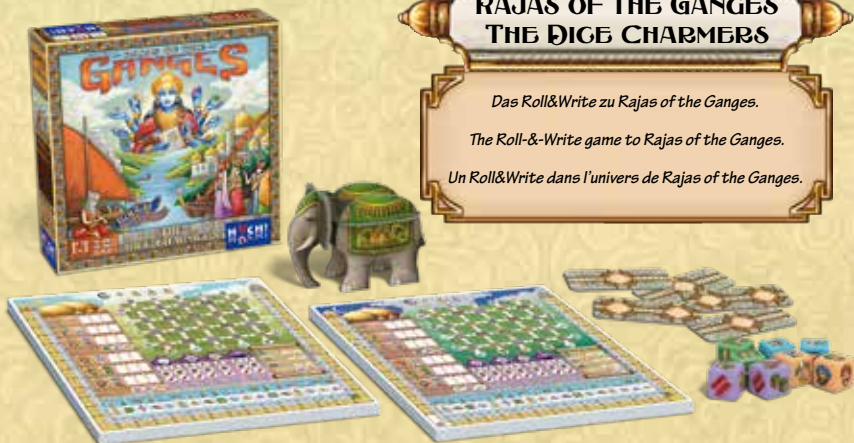 RAJAS OF THE GANGES
THE DICE CHARMERS
Das Roll&Write zu Rajas of the Ganges.
The Roll-&-Write game to Rajas of the Ganges.
Un Roll&Write dans l'univers de Rajas of the Ganges.
GANGES
HUCH!